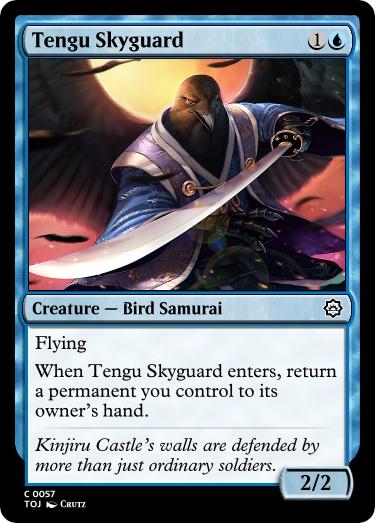 Tengu Skyguard 1
Creature — Bird Samurai
Flying
When Tengu Skyguard enters, return
a permanent you control to its
owner's hand.
Kinjiru Castle's walls are defended by
more than just ordinary soldiers.
2/2
C 0057
TOJ Crutz